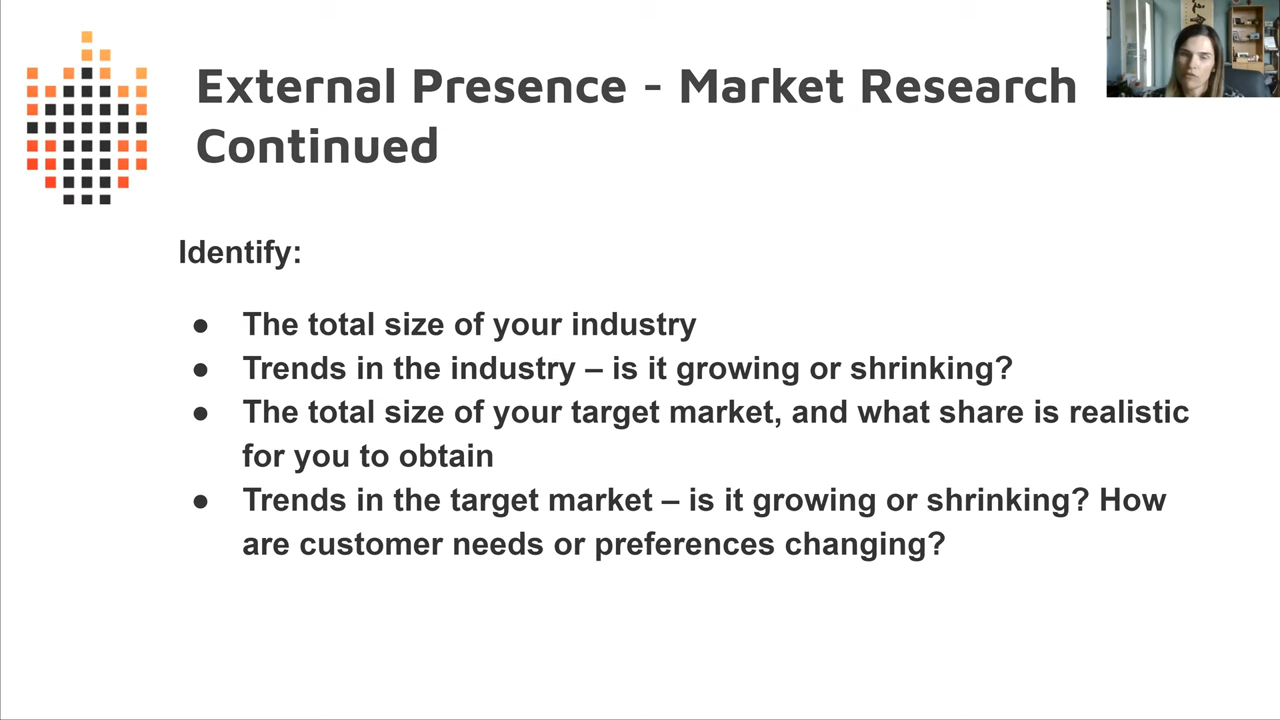 External Presence - Market Research
Continued
Identify:
● The total size of your industry
● Trends in the industry – is it growing or shrinking?
● The total size of your target market, and what share is realistic
for you to obtain
● Trends in the target market – is it growing or shrinking? How
are customer needs or preferences changing?